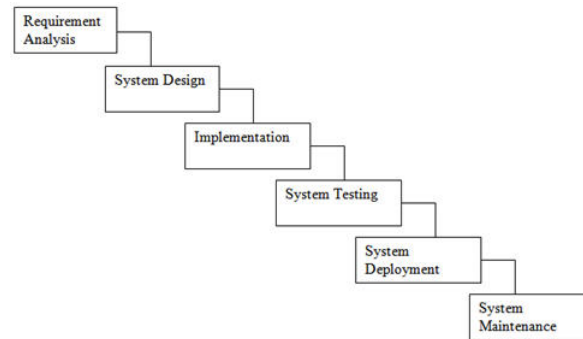 Requirement
Analysis
System Design
Implementation
System Testing
System
Deployment
System
Maintenance